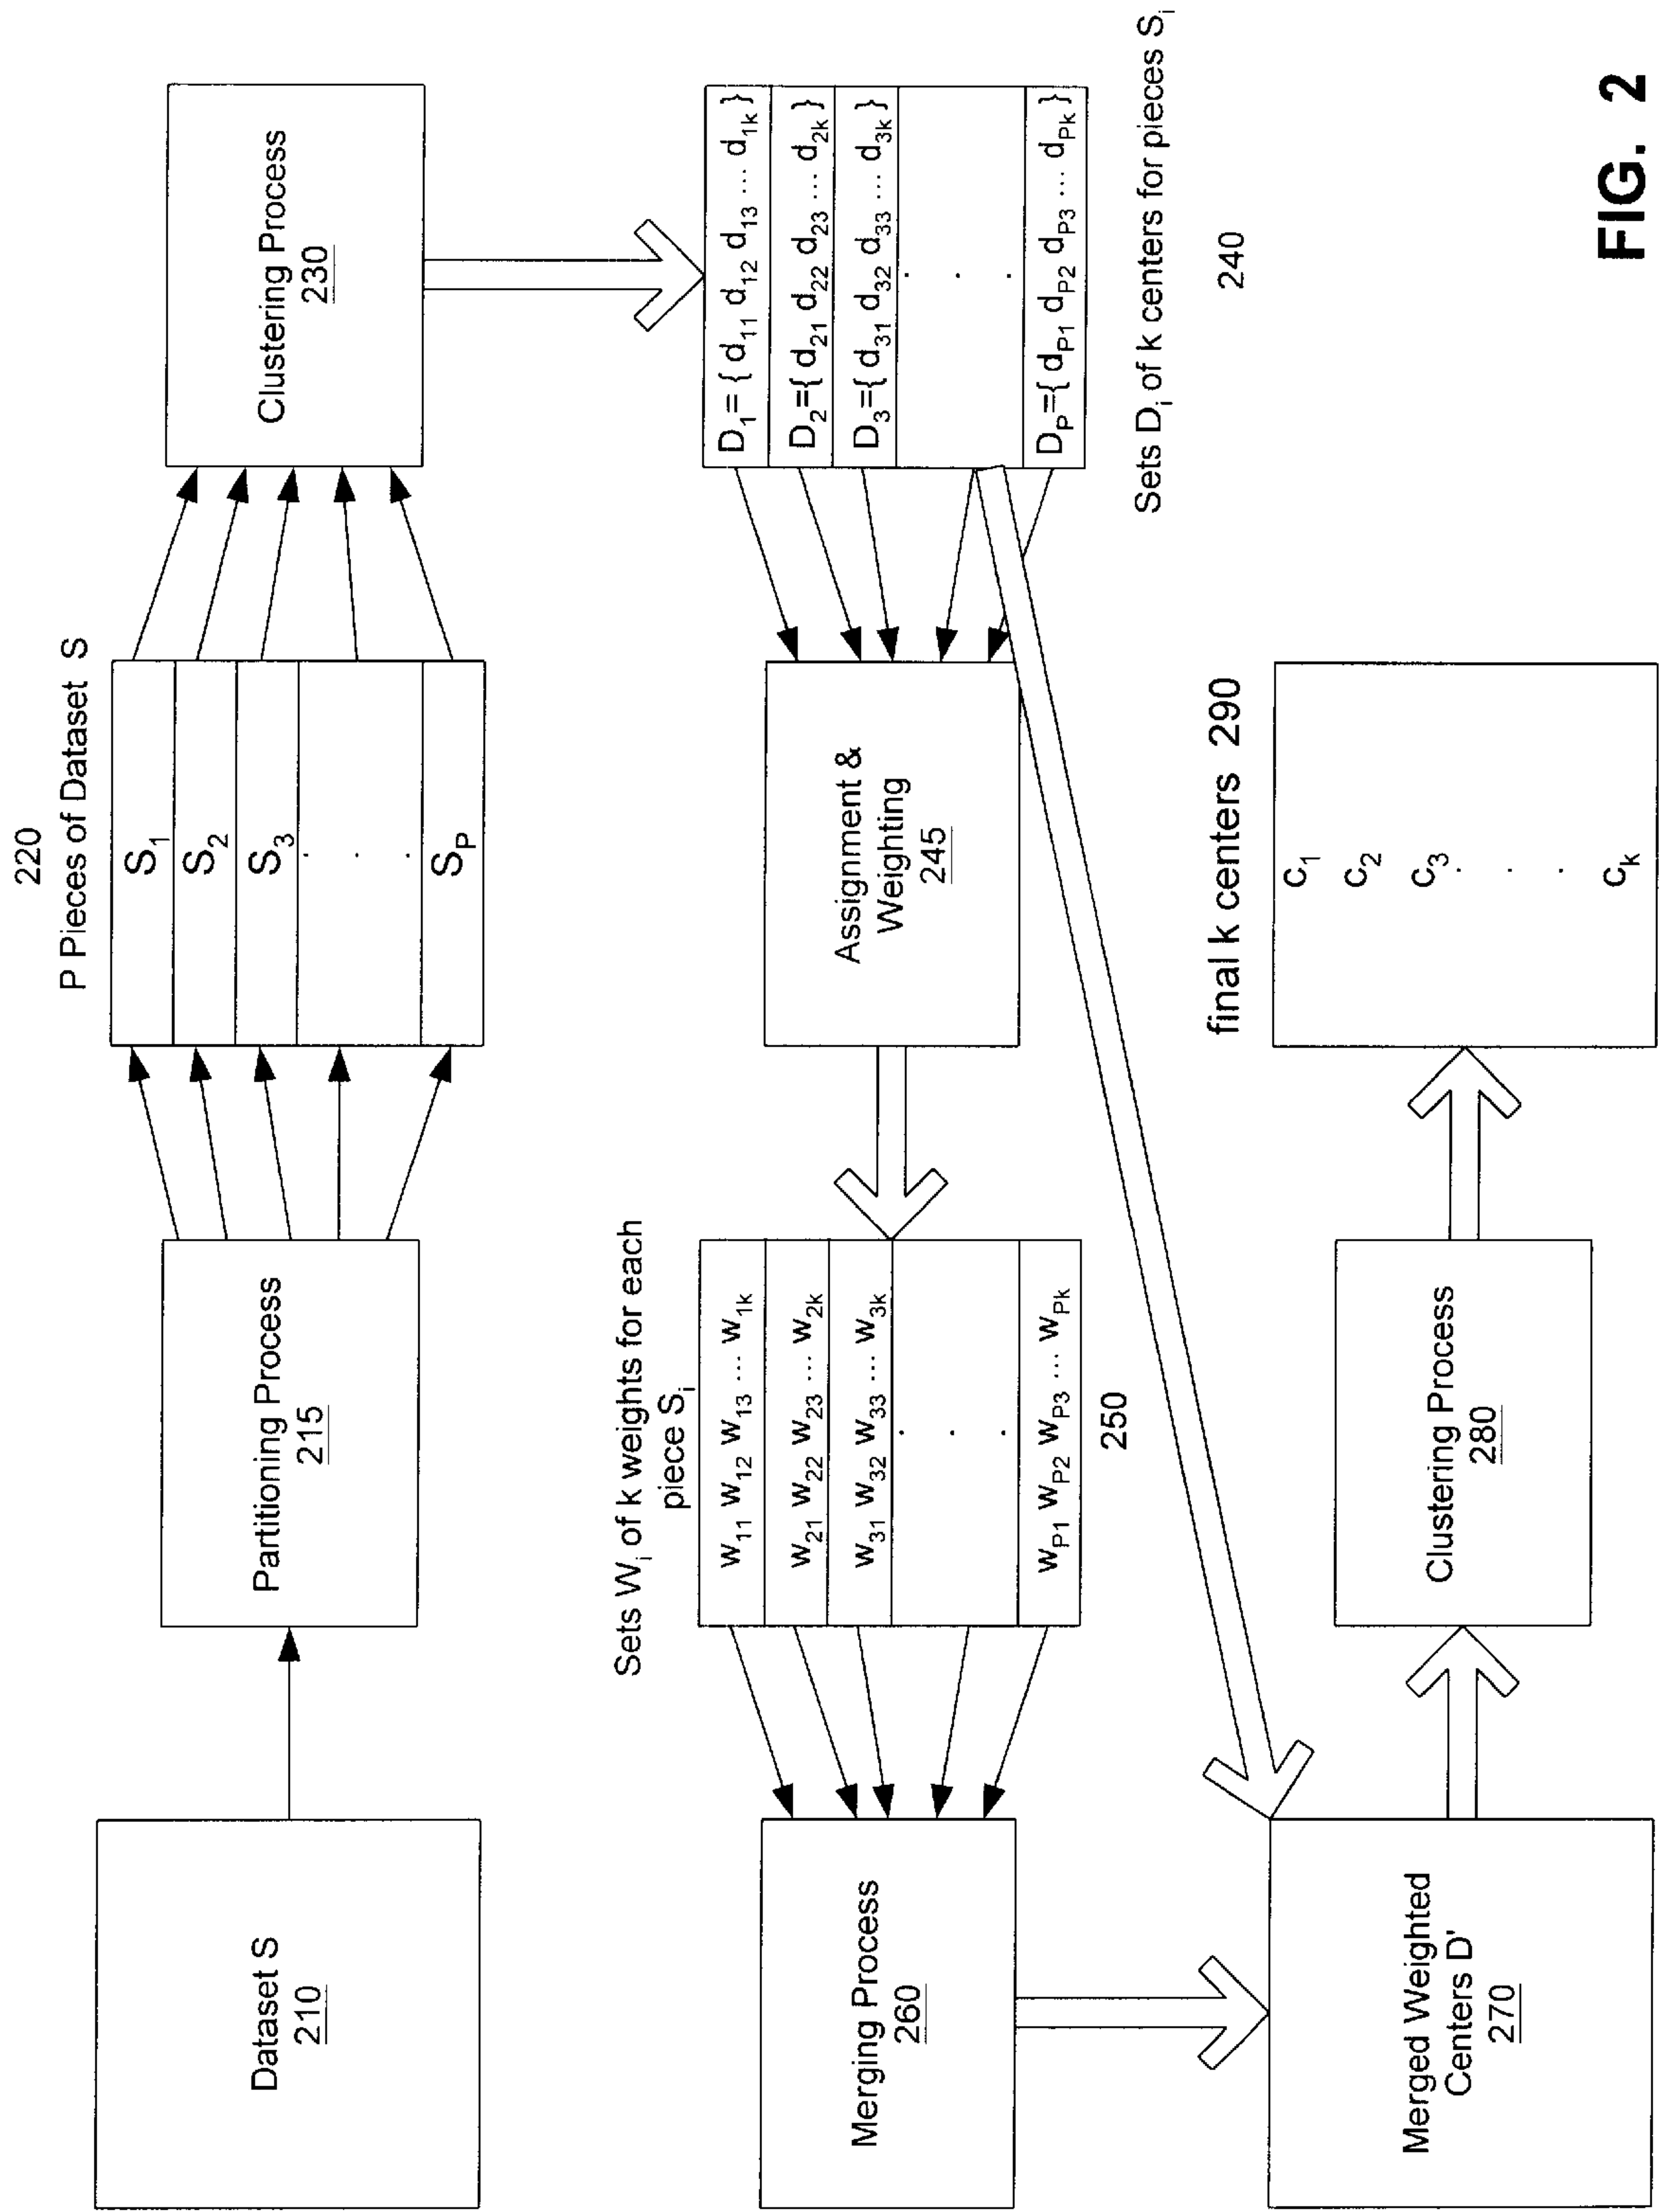 220
P Pieces of Dataset S
Dataset S
210
Partitioning Process
215
S1
S2
S3
.
.
.
SP
Clustering Process
230
Sets Wi of k weights for each
piece Si
Merging Process
260
w11 w12 w13 ... w1k
w21 w22 w23 ... w2k
w31 w32 w33 ... w3k
.
.
.
wP1 wP2 wP3 ... wPk
250
Assignment &
Weighting
245
D1= { d11 d12 d13 ... d1k }
D2={ d21 d22 d23 ... d2k }
D3={ d31 d32 d33 ... d3k }
.
.
.
DP={ dP1 dP2 dP3 ... dPk }
Sets Di of k centers for pieces Si
240
Merged Weighted
Centers D'
270
Clustering Process
280
final k centers 290
c1
c2
c3
.
.
.
ck
FIG. 2